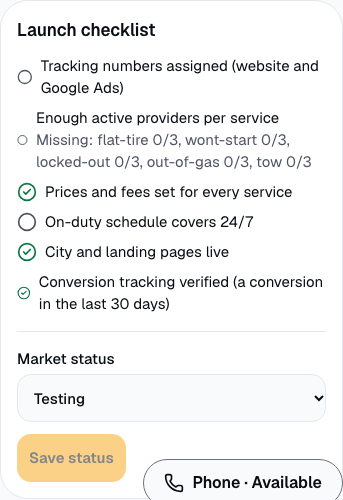 Launch checklist
Tracking numbers assigned (website and
Google Ads)
Enough active providers per service
Missing: flat-tire 0/3, wont-start 0/3,
locked-out 0/3, out-of-gas 0/3, tow 0/3
Prices and fees set for every service
On-duty schedule covers 24/7
City and landing pages live
Conversion tracking verified (a conversion
in the last 30 days)
Market status
Testing
Save status
Phone · Available